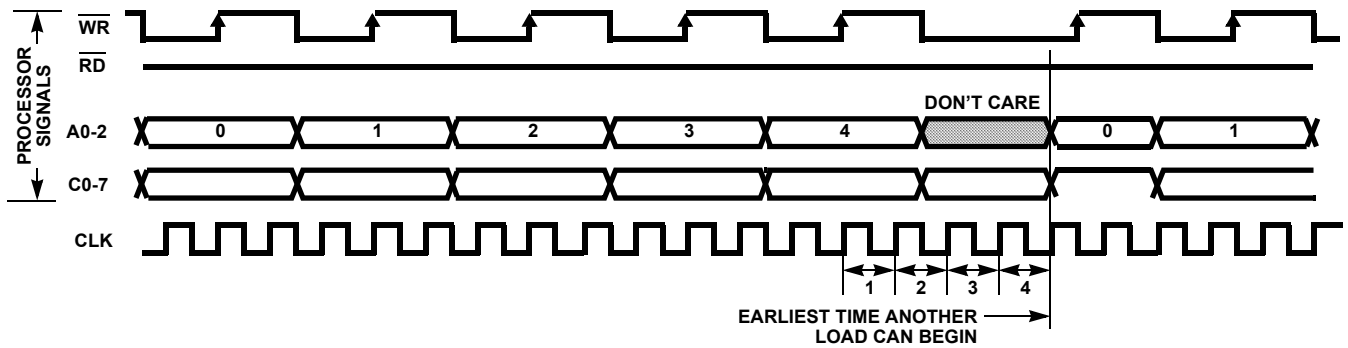 PROCESSOR
SIGNALS
WR
RD
DON'T CARE
A0-2 0 1 2 3 4 0 1
C0-7
CLK
1 2 3 4
EARLIEST TIME ANOTHER
LOAD CAN BEGIN